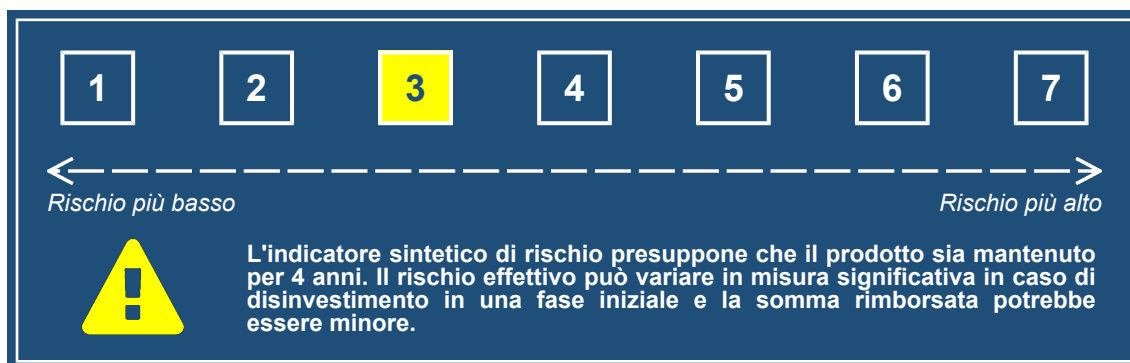 1 2 3 4 5 6 7
Rischio più basso Rischio più alto
L'indicatore sintetico di rischio presuppone che il prodotto sia mantenuto
per 4 anni. Il rischio effettivo può variare in misura significativa in caso di
disinvestimento in una fase iniziale e la somma rimborsata potrebbe
essere minore.